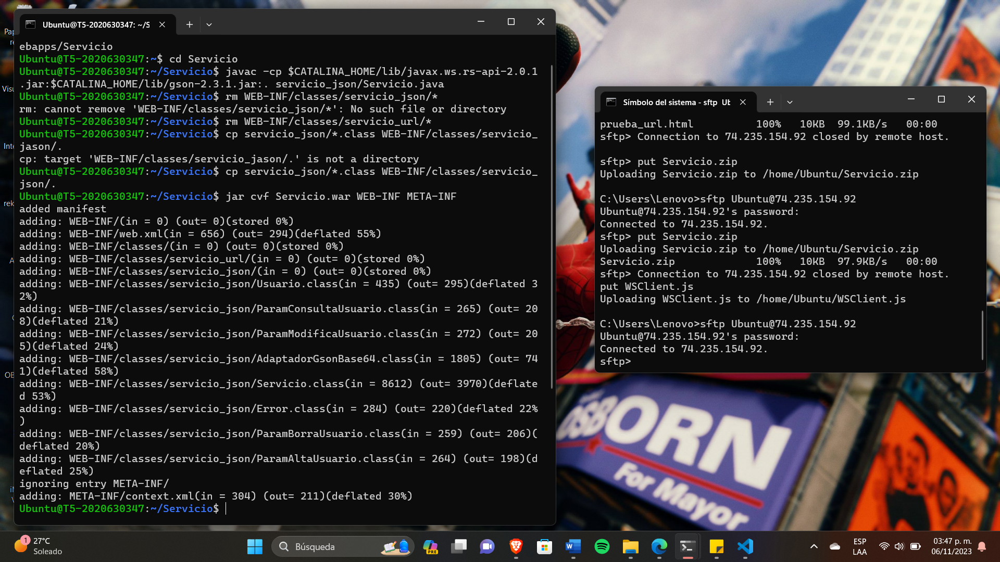 Ubuntu@T5-2020630347: ~/S
ebapps/Servicio
Ubuntu@T5-2020630347:~$ cd Servicio
Ubuntu@T5-2020630347:~/Servicio$ javac -cp $CATALINA_HOME/lib/javax.ws.rs-api-2.0.1
.jar:$CATALINA_HOME/lib/gson-2.3.1.jar:. servicio_json/Servicio.java
Ubuntu@T5-2020630347:~/Servicio$ rm WEB-INF/classes/servicio_json/*
rm: cannot remove 'WEB-INF/classes/servicio_json/*': No such file or directory
Ubuntu@T5-2020630347:~/Servicio$ rm WEB-INF/classes/servicio_url/*
Ubuntu@T5-2020630347:~/Servicio$ cp servicio_json/*.class WEB-INF/classes/servicio_
jason/.
cp: target 'WEB-INF/classes/servicio_jason/.' is not a directory
Ubuntu@T5-2020630347:~/Servicio$ cp servicio_json/*.class WEB-INF/classes/servicio_
json/.
Ubuntu@T5-2020630347:~/Servicio$ jar cvf Servicio.war WEB-INF META-INF
added manifest
adding: WEB-INF/(in = 0) (out= 0)(stored 0%)
adding: WEB-INF/web.xml(in = 656) (out= 294)(deflated 55%)
adding: WEB-INF/classes/(in = 0) (out= 0)(stored 0%)
adding: WEB-INF/classes/servicio_url/(in = 0) (out= 0)(stored 0%)
adding: WEB-INF/classes/servicio_json/(in = 0) (out= 0)(stored 0%)
adding: WEB-INF/classes/servicio_json/Usuario.class(in = 435) (out= 295)(deflated 3
2%)
adding: WEB-INF/classes/servicio_json/ParamConsultaUsuario.class(in = 265) (out= 20
8)(deflated 21%)
adding: WEB-INF/classes/servicio_json/ParamModificaUsuario.class(in = 272) (out= 20
5)(deflated 24%)
adding: WEB-INF/classes/servicio_json/AdaptadorGsonBase64.class(in = 1805) (out= 74
1)(deflated 58%)
adding: WEB-INF/classes/servicio_json/Servicio.class(in = 8612) (out= 3970)(deflate
d 53%)
adding: WEB-INF/classes/servicio_json/Error.class(in = 284) (out= 220)(deflated 22%
)
adding: WEB-INF/classes/servicio_json/ParamBorraUsuario.class(in = 259) (out= 206)(
deflated 20%)
adding: WEB-INF/classes/servicio_json/ParamAltaUsuario.class(in = 264) (out= 198)(d
eflated 25%)
ignoring entry META-INF/
adding: META-INF/context.xml(in = 304) (out= 211)(deflated 30%)
Ubuntu@T5-2020630347:~/Servicio$
Símbolo del sistema - sftp Ub
prueba_url.html 100% 10KB 99.1KB/s 00:00
sftp> Connection to 74.235.154.92 closed by remote host.
sftp> put Servicio.zip
Uploading Servicio.zip to /home/Ubuntu/Servicio.zip
C:\Users\Lenovo>sftp Ubuntu@74.235.154.92
Ubuntu@74.235.154.92's password:
Connected to 74.235.154.92.
sftp> put Servicio.zip
Uploading Servicio.zip to /home/Ubuntu/Servicio.zip
Servicio.zip 100% 10KB 97.9KB/s 00:00
sftp> Connection to 74.235.154.92 closed by remote host.
put WSClient.js
Uploading WSClient.js to /home/Ubuntu/WSClient.js
C:\Users\Lenovo>sftp Ubuntu@74.235.154.92
Ubuntu@74.235.154.92's password:
Connected to 74.235.154.92.
sftp>
OSBORN
For Mayor
1
27°C
Soleado
Búsqueda
PRE
W
ESP
LAA
03:47 p. m.
06/11/2023